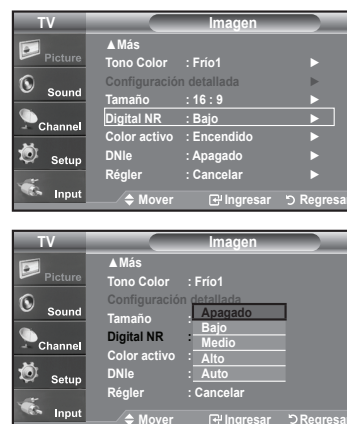 TV Imagen
▲Más
Picture
Tono Color : Frío1 ►
Configuración detallada ►
Sound
Tamaño : 16 : 9 ►
Digital NR : Bajo ►
Channel
Color activo : Encendido ►
DNIe : Apagado ►
Setup
Régler : Cancelar ►
Input
Mover Ingresar Regresar
TV Imagen
▲Más
Picture
Tono Color : Frío1
Configuración detallada
Sound
Tamaño :
Apagado
Digital NR :
Bajo
Medio
Channel
Color activo :
Alto
DNIe :
Auto
Setup
Régler : Cancelar
Input
Mover Ingresar Regresar